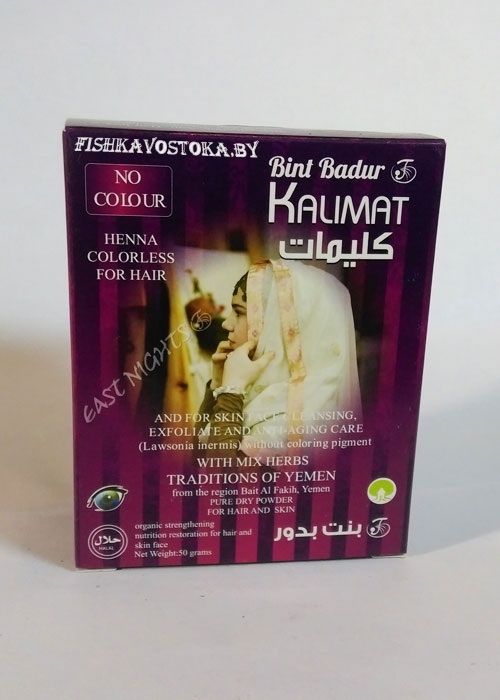 FISHKAVOSTOKA.BY
NO
COLOUR
Bint Badur
KALIMAT
كليمات
HENNA
COLORLESS
FOR HAIR
EAST NIGHTS
AND FOR SKIN FACE CLEANSING,
EXFOLIATE AND ANTI-AGING CARE
(Lawsonia inermis) without coloring pigment
WITH MIX HERBS
TRADITIONS OF YEMEN
from the region Bait Al Fakih, Yemen
PURE DRY POWDER
FOR HAIR AND SKIN
حلال
HALAL
organic strengthening
nutrition restoration for hair and
skin face
Net Weight:50 grams
بنت بدور